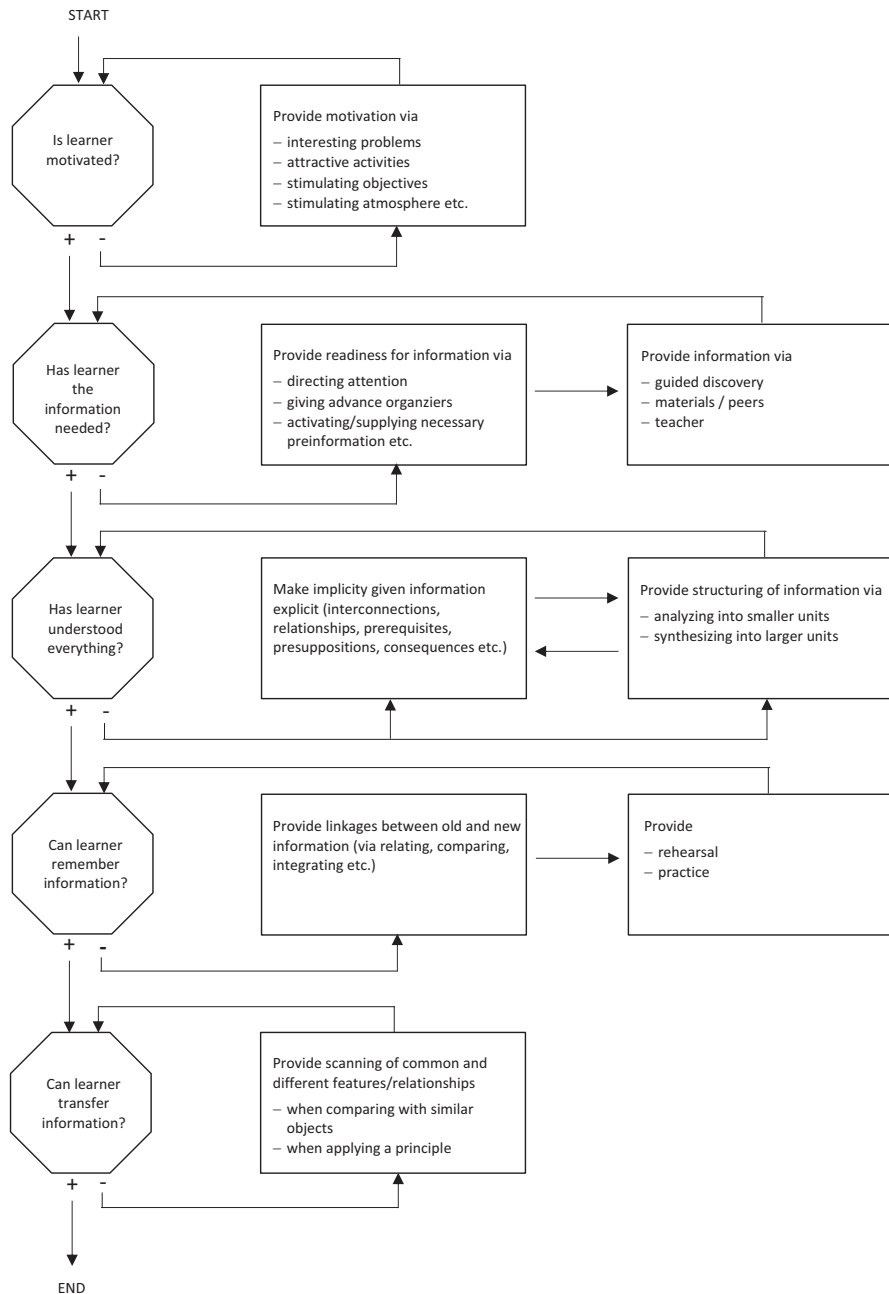 START
Is learner
motivated?
Provide motivation via
– interesting problems
– attractive activities
– stimulating objectives
– stimulating atmosphere etc.
+ -
Has learner
the
information
needed?
Provide readiness for information via
– directing attention
– giving advance organziers
– activating/supplying necessary
preinformation etc.
Provide information via
– guided discovery
– materials / peers
– teacher
+ -
Has learner
understood
everything?
Make implicity given information
explicit (interconnections,
relationships, prerequisites,
presuppositions, consequences etc.)
Provide structuring of information via
– analyzing into smaller units
– synthesizing into larger units
+ -
Can learner
remember
information?
Provide linkages between old and new
information (via relating, comparing,
integrating etc.)
Provide
– rehearsal
– practice
+ -
Can learner
transfer
information?
Provide scanning of common and
different features/relationships
– when comparing with similar
objects
– when applying a principle
+ -
END